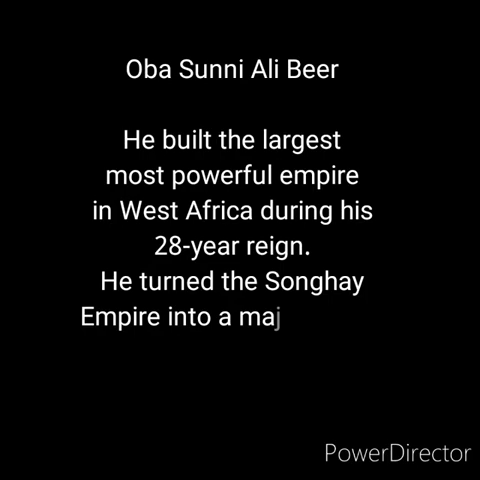 Oba Sunni Ali Beer
He built the largest
most powerful empire
in West Africa during his
28-year reign.
He turned the Songhay
Empire into a maj
PowerDirector